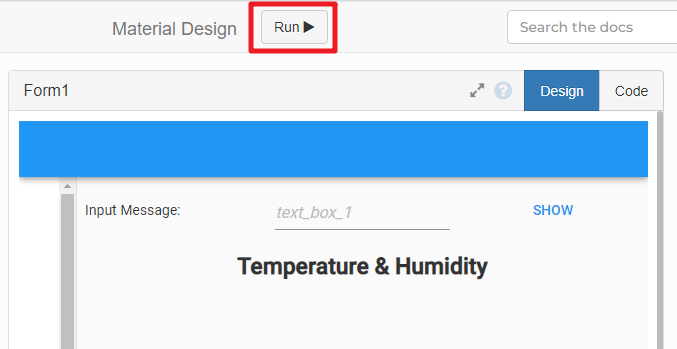 Material Design
Run
Search the docs
Form1
?
Design
Code
Input Message:
text_box_1
SHOW
Temperature & Humidity